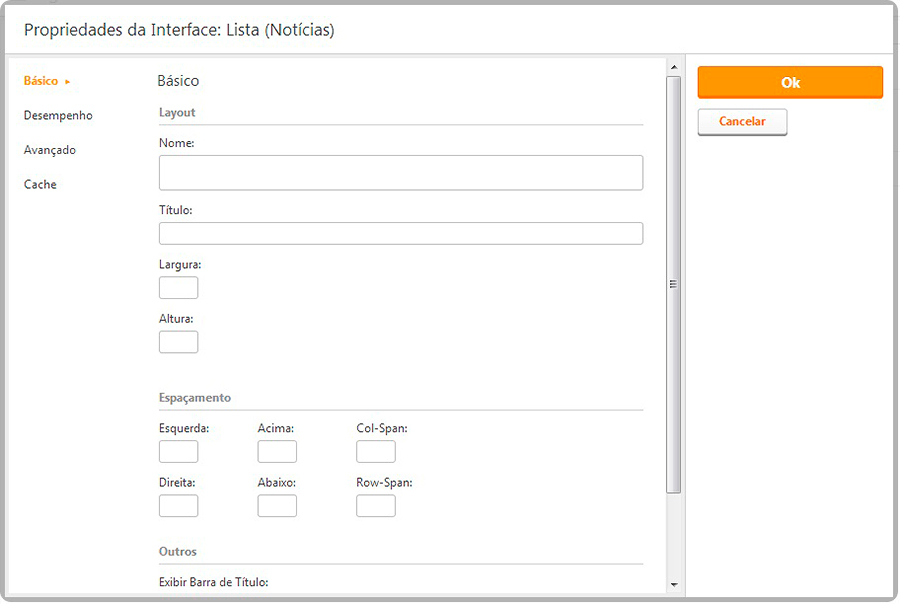 Propriedades da Interface: Lista (Notícias)
Básico
Desempenho
Avançado
Cache
Básico
Layout
Nome:
Título:
Largura:
Altura:
Espaçamento
Esquerda: Acima: Col-Span:
Direita: Abaixo: Row-Span:
Outros
Exibir Barra de Título:
Ok
Cancelar